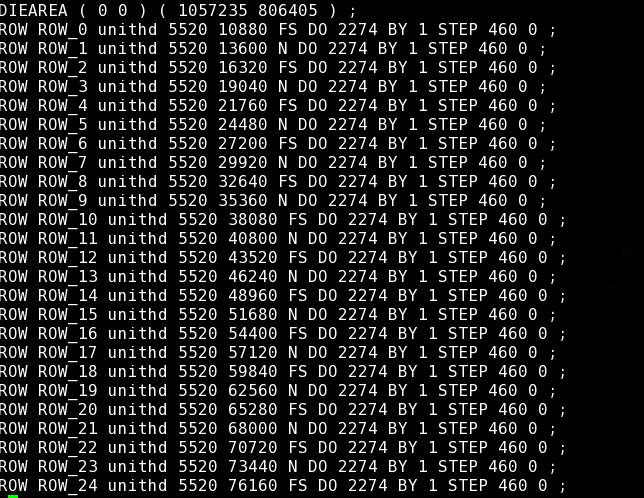 DIEAREA ( 0 0 ) ( 1057235 806405 ) ;
ROW ROW_0 unithd 5520 10880 FS DO 2274 BY 1 STEP 460 0 ;
ROW ROW_1 unithd 5520 13600 N DO 2274 BY 1 STEP 460 0 ;
ROW ROW_2 unithd 5520 16320 FS DO 2274 BY 1 STEP 460 0 ;
ROW ROW_3 unithd 5520 19040 N DO 2274 BY 1 STEP 460 0 ;
ROW ROW_4 unithd 5520 21760 FS DO 2274 BY 1 STEP 460 0 ;
ROW ROW_5 unithd 5520 24480 N DO 2274 BY 1 STEP 460 0 ;
ROW ROW_6 unithd 5520 27200 FS DO 2274 BY 1 STEP 460 0 ;
ROW ROW_7 unithd 5520 29920 N DO 2274 BY 1 STEP 460 0 ;
ROW ROW_8 unithd 5520 32640 FS DO 2274 BY 1 STEP 460 0 ;
ROW ROW_9 unithd 5520 35360 N DO 2274 BY 1 STEP 460 0 ;
ROW ROW_10 unithd 5520 38080 FS DO 2274 BY 1 STEP 460 0 ;
ROW ROW_11 unithd 5520 40800 N DO 2274 BY 1 STEP 460 0 ;
ROW ROW_12 unithd 5520 43520 FS DO 2274 BY 1 STEP 460 0 ;
ROW ROW_13 unithd 5520 46240 N DO 2274 BY 1 STEP 460 0 ;
ROW ROW_14 unithd 5520 48960 FS DO 2274 BY 1 STEP 460 0 ;
ROW ROW_15 unithd 5520 51680 N DO 2274 BY 1 STEP 460 0 ;
ROW ROW_16 unithd 5520 54400 FS DO 2274 BY 1 STEP 460 0 ;
ROW ROW_17 unithd 5520 57120 N DO 2274 BY 1 STEP 460 0 ;
ROW ROW_18 unithd 5520 59840 FS DO 2274 BY 1 STEP 460 0 ;
ROW ROW_19 unithd 5520 62560 N DO 2274 BY 1 STEP 460 0 ;
ROW ROW_20 unithd 5520 65280 FS DO 2274 BY 1 STEP 460 0 ;
ROW ROW_21 unithd 5520 68000 N DO 2274 BY 1 STEP 460 0 ;
ROW ROW_22 unithd 5520 70720 FS DO 2274 BY 1 STEP 460 0 ;
ROW ROW_23 unithd 5520 73440 N DO 2274 BY 1 STEP 460 0 ;
ROW ROW_24 unithd 5520 76160 FS DO 2274 BY 1 STEP 460 0 ;